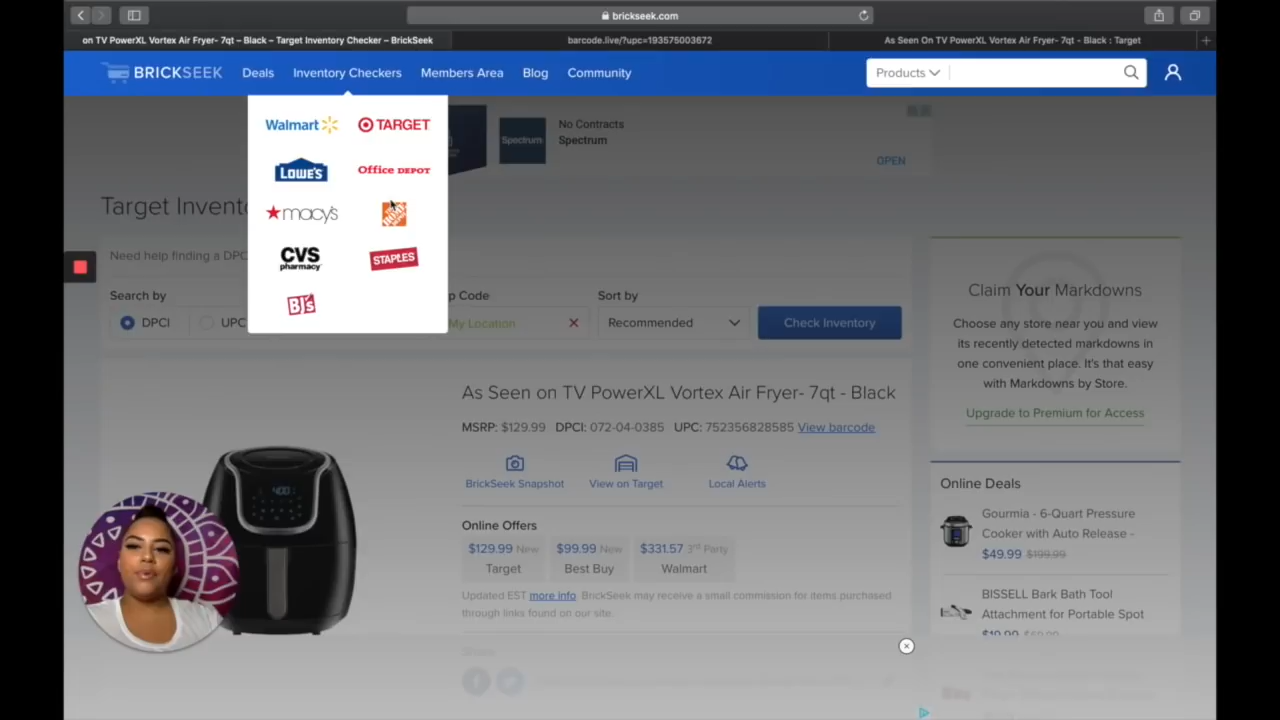 brickseek.com
on TV PowerXL Vortex Air Fryer- 7qt – Black – Target Inventory Checker – BrickSeek
barcode.live/?upc=193575003672
As Seen On TV PowerXL Vortex Air Fryer- 7qt - Black : Target
BRICKSEEK Deals Inventory Checkers Members Area Blog Community Products
Walmart TARGET
LOWE'S Office DEPOT
macy's THE HOME DEPOT
CVS pharmacy STAPLES
BJ's
Spectrum
No Contracts
Spectrum
OPEN
Target Invento
Need help finding a DPC
Search by
DPCI
UPC
p Code
My Location
Sort by
Recommended
Check Inventory
As Seen on TV PowerXL Vortex Air Fryer- 7qt - Black
MSRP: $129.99 DPCI: 072-04-0385 UPC: 752356828585 View barcode
BrickSeek Snapshot View on Target Local Alerts
Online Offers
$129.99 New $99.99 New $331.57 3rd Party
Target Best Buy Walmart
Updated EST more info. BrickSeek may receive a small commission for items purchased
through links found on our site.
Share
400
Claim Your Markdowns
Choose any store near you and view
its recently detected markdowns in
one convenient place. It's that easy
with Markdowns by Store.
Upgrade to Premium for Access
Online Deals
Gourmia - 6-Quart Pressure
Cooker with Auto Release -
$49.99 $199.99
BISSELL Bark Bath Tool
Attachment for Portable Spot